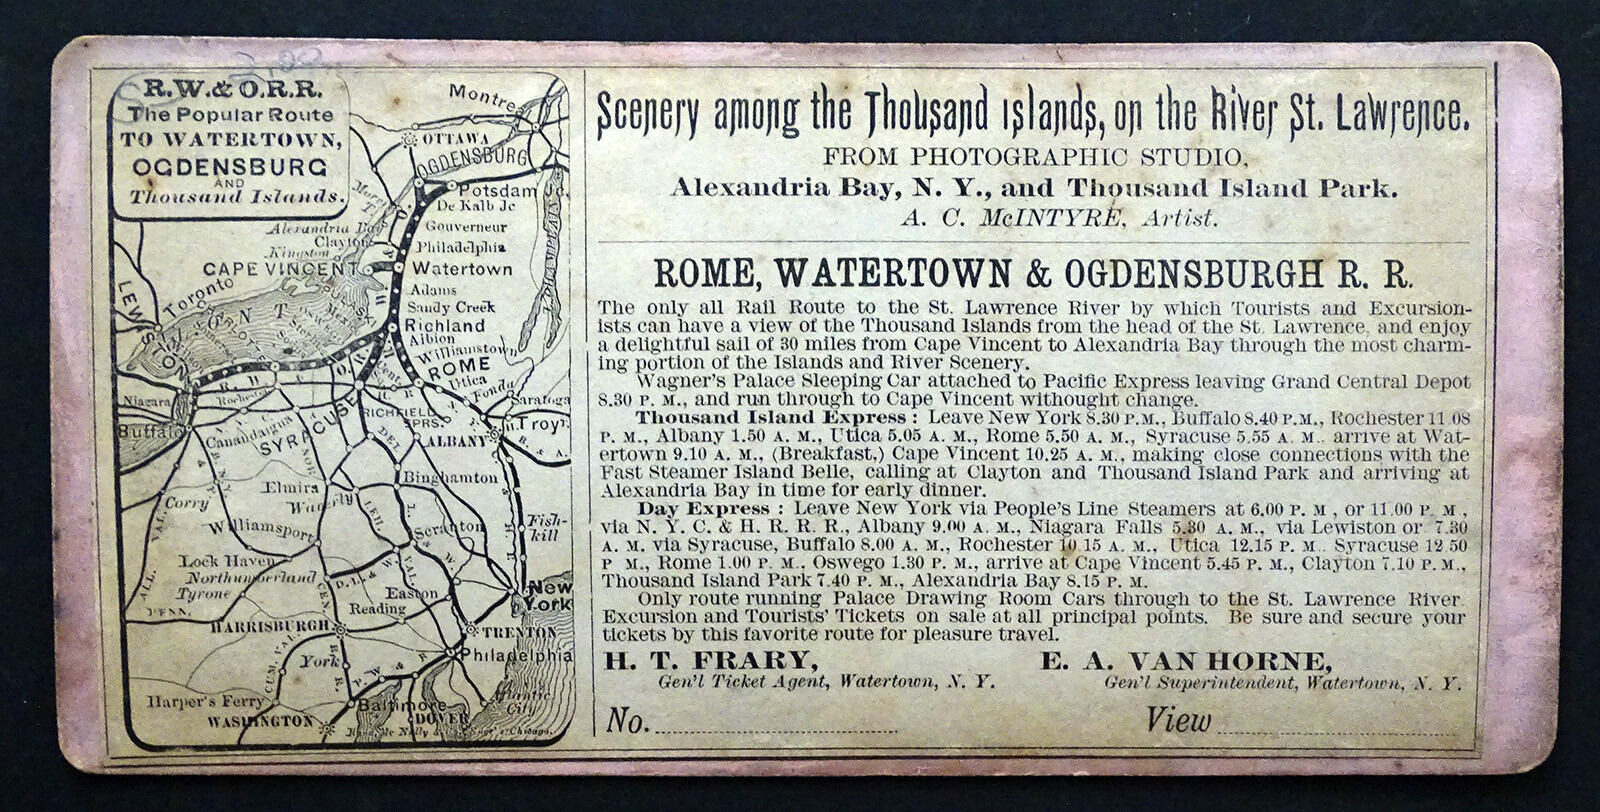 3.00
R.W.& O.R.R.
The Popular Route
TO WATERTOWN,
OGDENSBURG
AND
Thousand Islands.
Montre
OTTAWA
OGDENSBURG
Potsdam Jc.
De Kalb Jc
Gouverneur
Alexandria Bay
Clayton
Philadelphia
Kingston
CAPE VINCENT
Watertown
Adams
Sandy Creek
Toronto
LEWISTON
ONT
PULASKI
Richland
Albion
Williamstown
ROME
Utica
Niagara
Rochester
Fonda
Saratoga
RICHFIELD
SPRS.
Troy
Buffalo
Canandaigua
SYRACUSE
ALBANY
Binghamton
Elmira
Waverly
Corry
Williamsport
Scranton
Fish-
kill
Lock Haven
Northumberland
Tyrone
Easton
Reading
New
York
HARRISBURGH
TRENTON
York
Philadelphia
Harper's Ferry
Baltimore
Atlantic
City
WASHINGTON
DOVER
Scenery among the Thousand Islands, on the River St. Lawrence.
FROM PHOTOGRAPHIC STUDIO,
Alexandria Bay, N. Y., and Thousand Island Park.
A. C. McINTYRE, Artist.
ROME, WATERTOWN & OGDENSBURGH R. R.
The only all Rail Route to the St. Lawrence River by which Tourists and Excursion-
ists can have a view of the Thousand Islands from the head of the St. Lawrence, and enjoy
a delightful sail of 30 miles from Cape Vincent to Alexandria Bay through the most charm-
ing portion of the Islands and River Scenery.
Wagner's Palace Sleeping Car attached to Pacific Express leaving Grand Central Depot
8.30 P. M., and run through to Cape Vincent withought change.
Thousand Island Express : Leave New York 8.30 P.M., Buffalo 8.40 P.M., Rochester 11 08
P. M., Albany 1.50 A. M., Utica 5.05 A. M., Rome 5.50 A. M., Syracuse 5.55 A. M.. arrive at Wat-
ertown 9.10 A. M., (Breakfast,) Cape Vincent 10.25 A. M., making close connections with the
Fast Steamer Island Belle, calling at Clayton and Thousand Island Park and arriving at
Alexandria Bay in time for early dinner.
Day Express : Leave New York via People's Line Steamers at 6.00 P. M , or 11.00 P. M ,
via N. Y. C. & H. R. R. R., Albany 9.00 A. M., Niagara Falls 5.30 A. M., via Lewiston or 7.30
A. M. via Syracuse, Buffalo 8.00 A. M., Rochester 10 15 A. M., Utica 12.15 P. M.. Syracuse 12 50
P M., Rome 1.00 P. M.. Oswego 1.30 P. M., arrive at Cape Vincent 5.45 P. M., Clayton 7.10 P. M.,
Thousand Island Park 7.40 P. M., Alexandria Bay 8.15 P. M.
Only route running Palace Drawing Room Cars through to the St. Lawrence River.
Excursion and Tourists' Tickets on sale at all principal points. Be sure and secure your
tickets by this favorite route for pleasure travel.
H. T. FRARY,
Gen'l Ticket Agent, Watertown, N. Y.
E. A. VAN HORNE,
Gen'l Superintendent, Watertown, N. Y.
No.
View